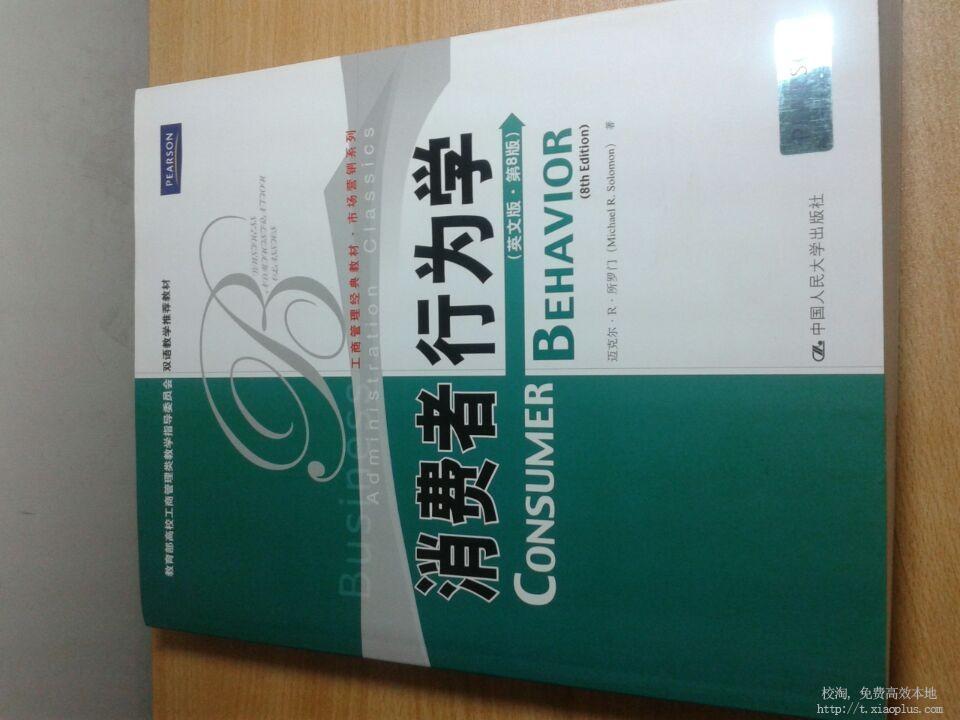 教育部高校工商管理类教学指导委员会 双语教学推荐教材
PEARSON
BUSINESS
ADMINISTRATION
CLASSICS
工商管理经典教材·市场营销系列
Business
Administration Classics
消费者行为学
(英文版·第8版)
CONSUMER BEHAVIOR
(8th Edition)
迈克尔·R·所罗门 (Michael R. Solomon) 著
中国人民大学出版社
校淘，免费高效本地
http://t.xiaoplus.com